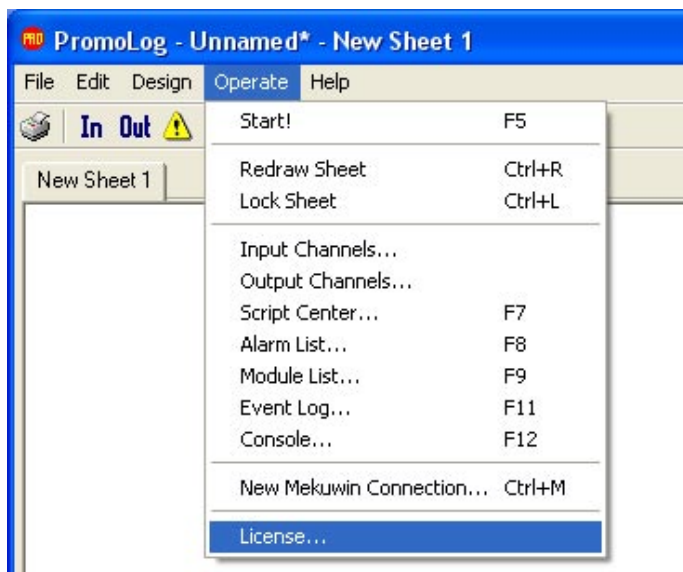 PRO PromoLog - Unnamed* - New Sheet 1
File Edit Design Operate Help
In Out
New Sheet 1
Start! F5
Redraw Sheet Ctrl+R
Lock Sheet Ctrl+L
Input Channels...
Output Channels...
Script Center... F7
Alarm List... F8
Module List... F9
Event Log... F11
Console... F12
New Mekuwin Connection... Ctrl+M
License...